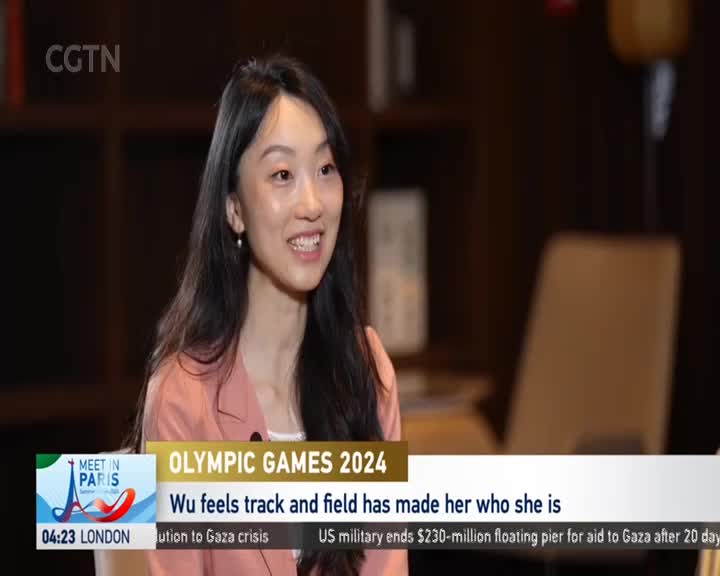 CGTN
OLYMPIC GAMES 2024
MEET IN
PARIS
Wu feels track and field has made her who she is
04:23 LONDON
lution to Gaza crisis US military ends $230-million floating pier for aid to Gaza after 20 day